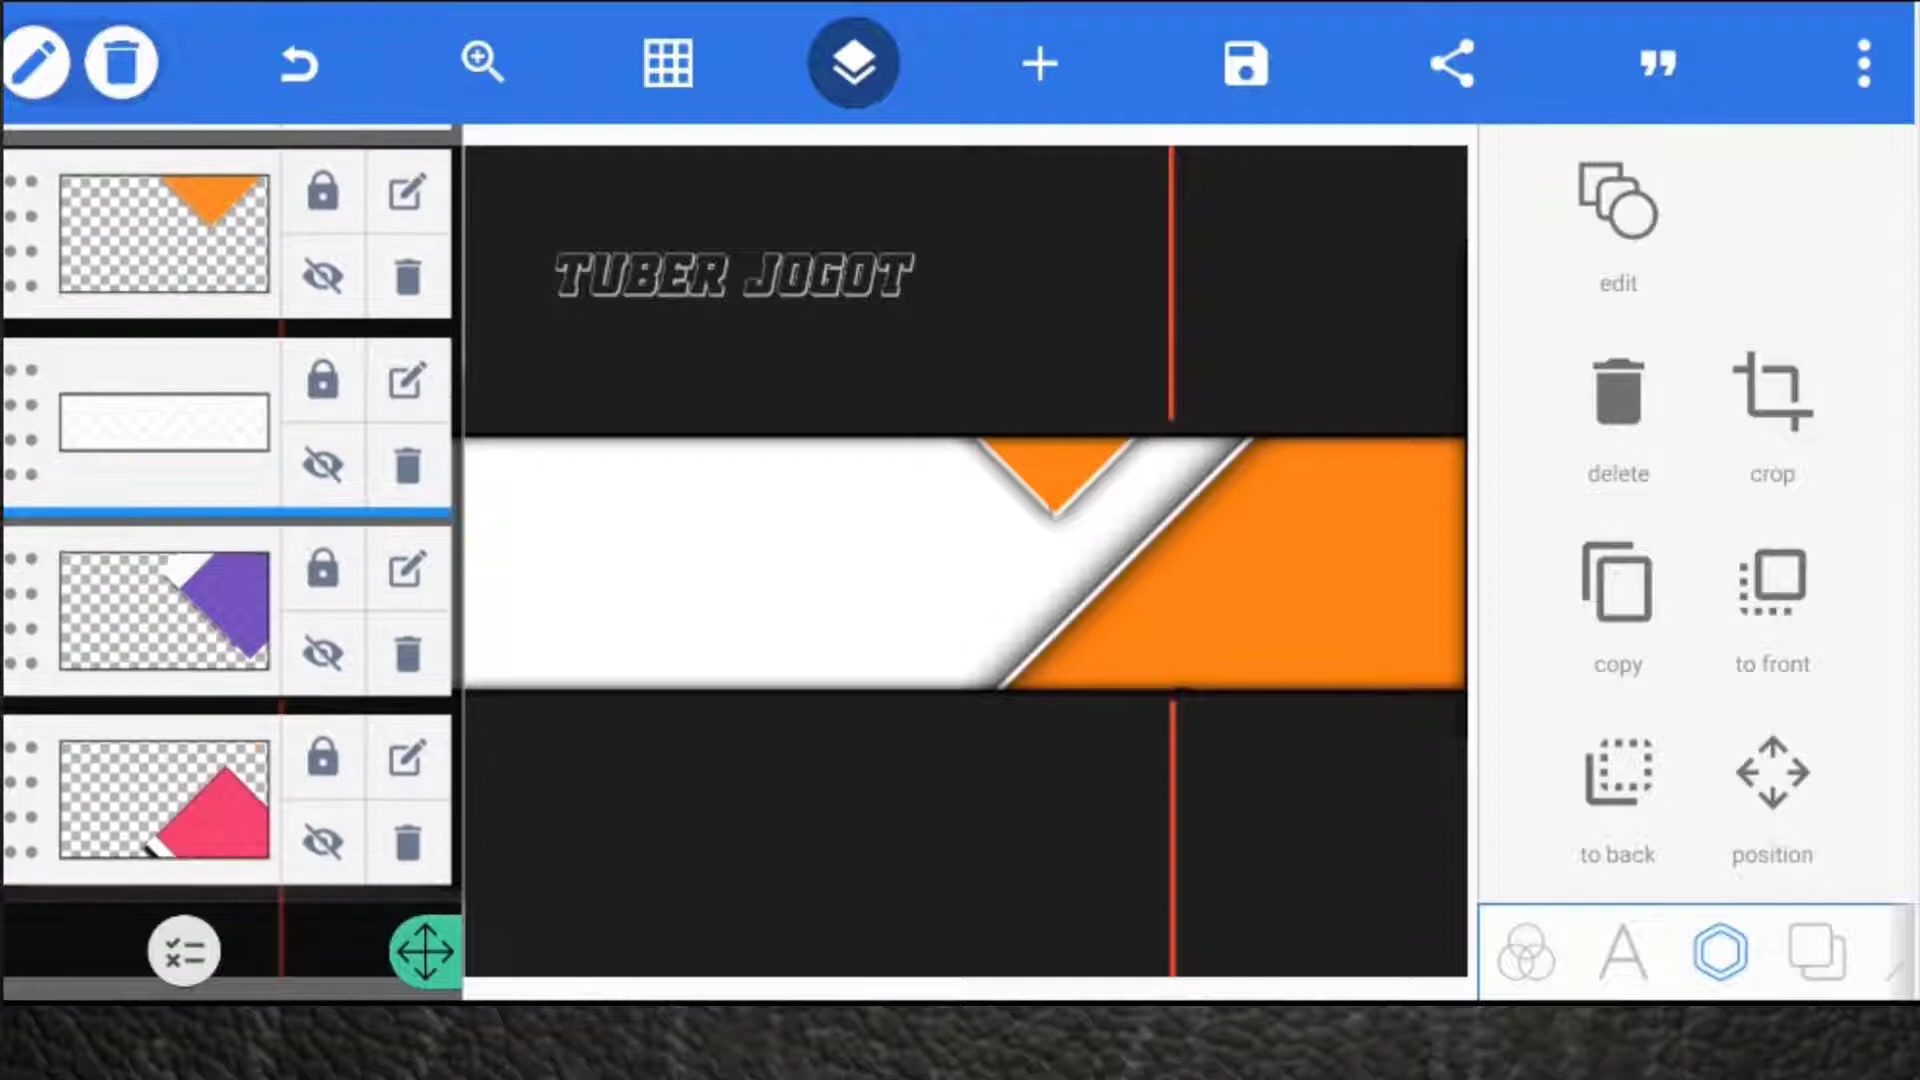 TUBER JOGOT
edit
delete
crop
copy
to front
to back
position